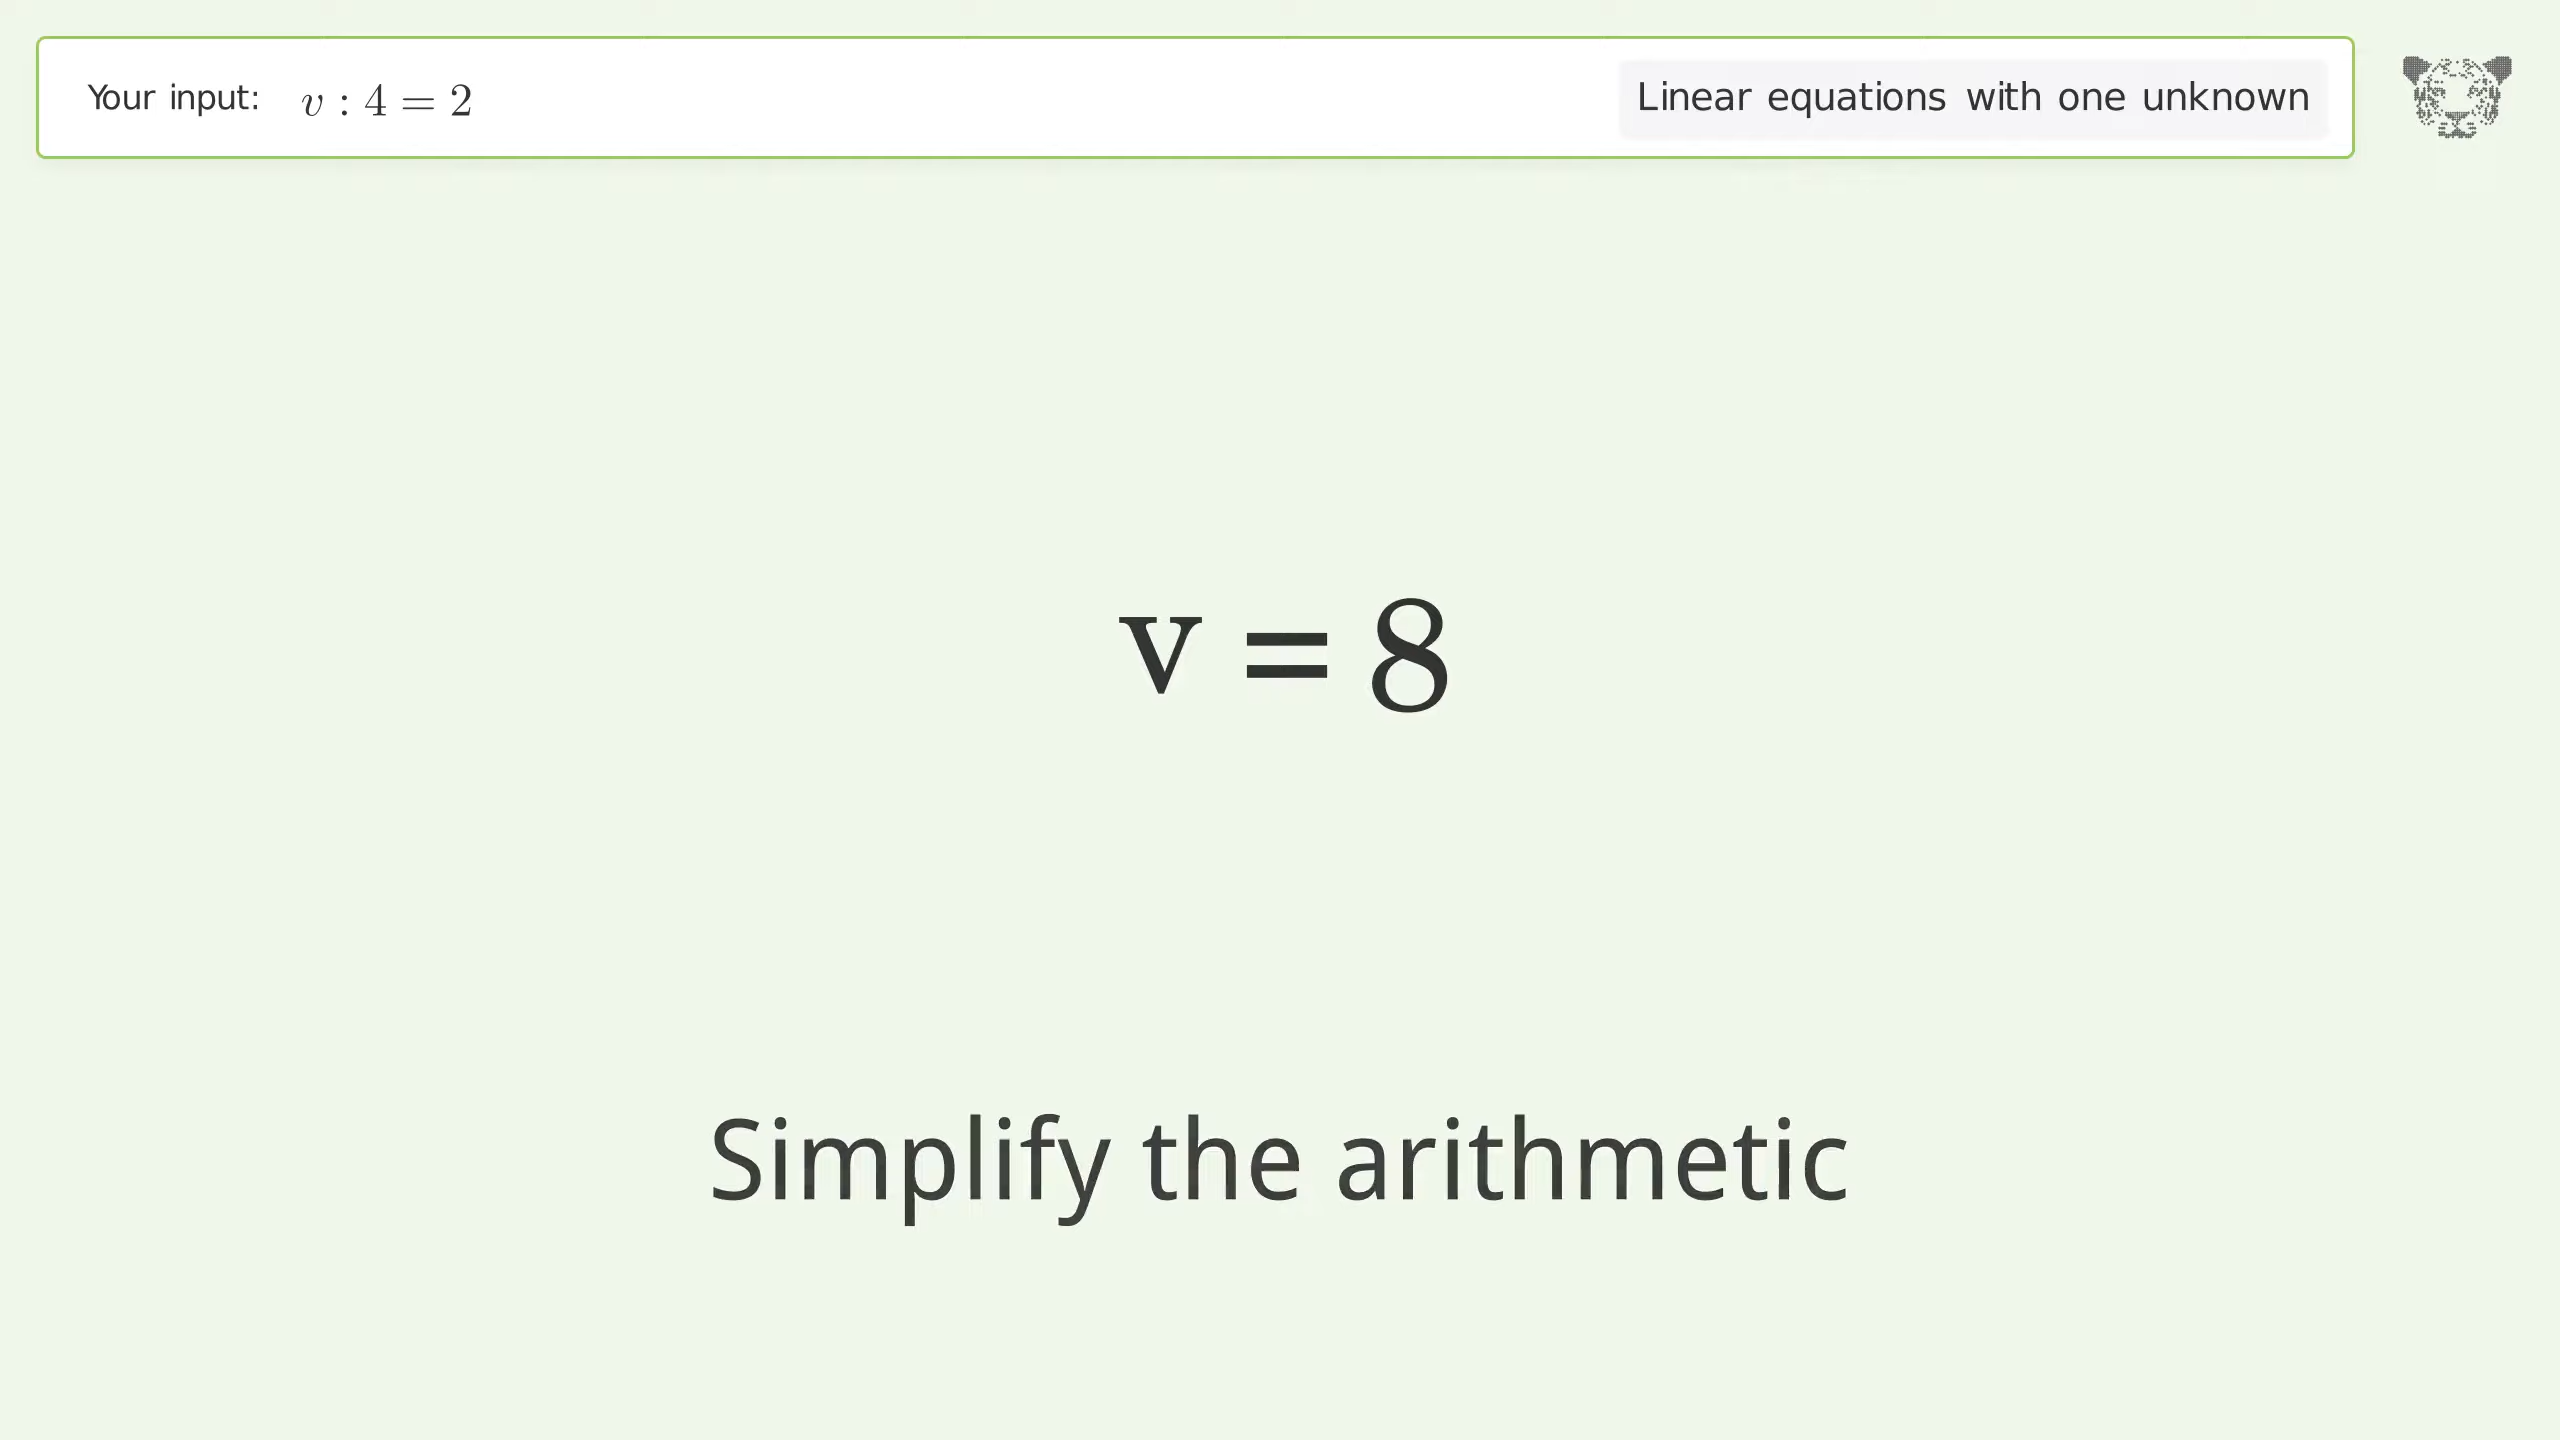 Your input: v : 4 = 2
Linear equations with one unknown
v = 8
Simplify the arithmetic